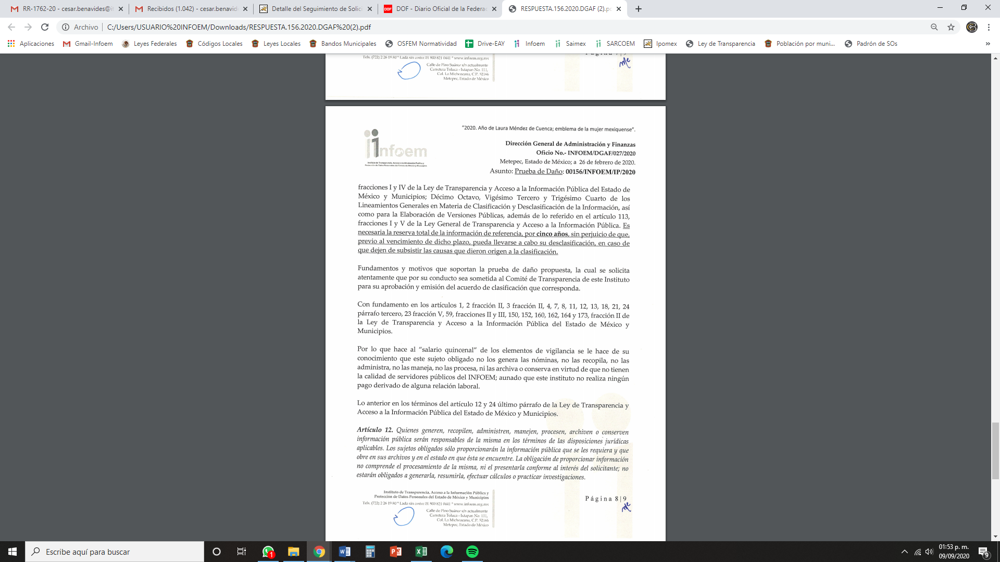 RR-1762-20 - cesar.benavides@i
Recibidos (1.042) - cesar.benavid
Detalle del Seguimiento de Solici
DOF - Diario Oficial de la Federac
RESPUESTA.156.2020.DGAF (2).p
Archivo
C:/Users/USUARIO%20INFOEM/Downloads/RESPUESTA.156.2020.DGAF%20(2).pdf
Aplicaciones
Gmail-Infoem
Leyes Federales
Códigos Locales
Leyes Locales
Bandos Municipales
OSFEM Normatividad
Drive-EAY
Infoem
Saimex
SARCOEM
Ipomex
Ley de Transparencia
Población por muni...
Padrón de SOs
»
Tels. (722) 2 26 19 80 * Lada sin costo: 01 800 821 0441 * www.infoem.org.mx
Calle de Pino Suárez s/n actualmente
Carretera Toluca - Ixtapan No. 111,
Col. La Michoacana, C.P. 52166
Metepec, Estado de México
"2020. Año de Laura Méndez de Cuenca; emblema de la mujer mexiquense".
infoem
Instituto de Transparencia, Acceso a la Información Pública y
Protección de Datos Personales del Estado de México y Municipios
Dirección General de Administración y Finanzas
Oficio No.- INFOEM/DGAF/027/2020
Metepec, Estado de México; a 26 de febrero de 2020.
Asunto: Prueba de Daño: 00156/INFOEM/IP/2020
fracciones I y IV de la Ley de Transparencia y Acceso a la Información Pública del Estado de
México y Municipios; Décimo Octavo, Vigésimo Tercero y Trigésimo Cuarto de los
Lineamientos Generales en Materia de Clasificación y Desclasificación de la Información, así
como para la Elaboración de Versiones Públicas, además de lo referido en el artículo 113,
fracciones I y V de la Ley General de Transparencia y Acceso a la Información Pública. Es
necesaria la reserva total de la información de referencia, por cinco años, sin perjuicio de que,
previo al vencimiento de dicho plazo, pueda llevarse a cabo su desclasificación, en caso de
que dejen de subsistir las causas que dieron origen a la clasificación.
Fundamentos y motivos que soportan la prueba de daño propuesta, la cual se solicita
atentamente que por su conducto sea sometida al Comité de Transparencia de este Instituto
para su aprobación y emisión del acuerdo de clasificación que corresponda.
Con fundamento en los artículos 1, 2 fracción II, 3 fracción II, 4, 7, 8, 11, 12, 13, 18, 21, 24
párrafo tercero, 23 fracción V, 59, fracciones II y III, 150, 152, 160, 162, 164 y 173, fracción II de
la Ley de Transparencia y Acceso a la Información Pública del Estado de México y
Municipios.
Por lo que hace al "salario quincenal" de los elementos de vigilancia se le hace de su
conocimiento que este sujeto obligado no los genera las nóminas, no las recopila, no las
administra, no las maneja, no las procesa, ni las archiva o conserva en virtud de que no tienen
la calidad de servidores públicos del INFOEM; aunado que este instituto no realiza ningún
pago derivado de alguna relación laboral.
Lo anterior en los términos del artículo 12 y 24 último párrafo de la Ley de Transparencia y
Acceso a la Información Pública del Estado de México y Municipios.
Artículo 12. Quienes generen, recopilen, administren, manejen, procesen, archiven o conserven
información pública serán responsables de la misma en los términos de las disposiciones jurídicas
aplicables. Los sujetos obligados sólo proporcionarán la información pública que se les requiera y que
obre en sus archivos y en el estado en que ésta se encuentre. La obligación de proporcionar información
no comprende el procesamiento de la misma, ni el presentarla conforme al interés del solicitante; no
estarán obligados a generarla, resumirla, efectuar cálculos o practicar investigaciones.
Instituto de Transparencia, Acceso a la Información Pública y
Protección de Datos Personales del Estado de México y Municipios
Tels. (722) 2 26 19 80 * Lada sin costo: 01 800 821 0441 * www.infoem.org.mx
Calle de Pino Suárez s/n actualmente
Carretera Toluca - Ixtapan No. 111,
Col. La Michoacana, C.P. 52166
Metepec, Estado de México
Página 8|9
Escribe aquí para buscar
1
01:53 p. m.
09/09/2020
9